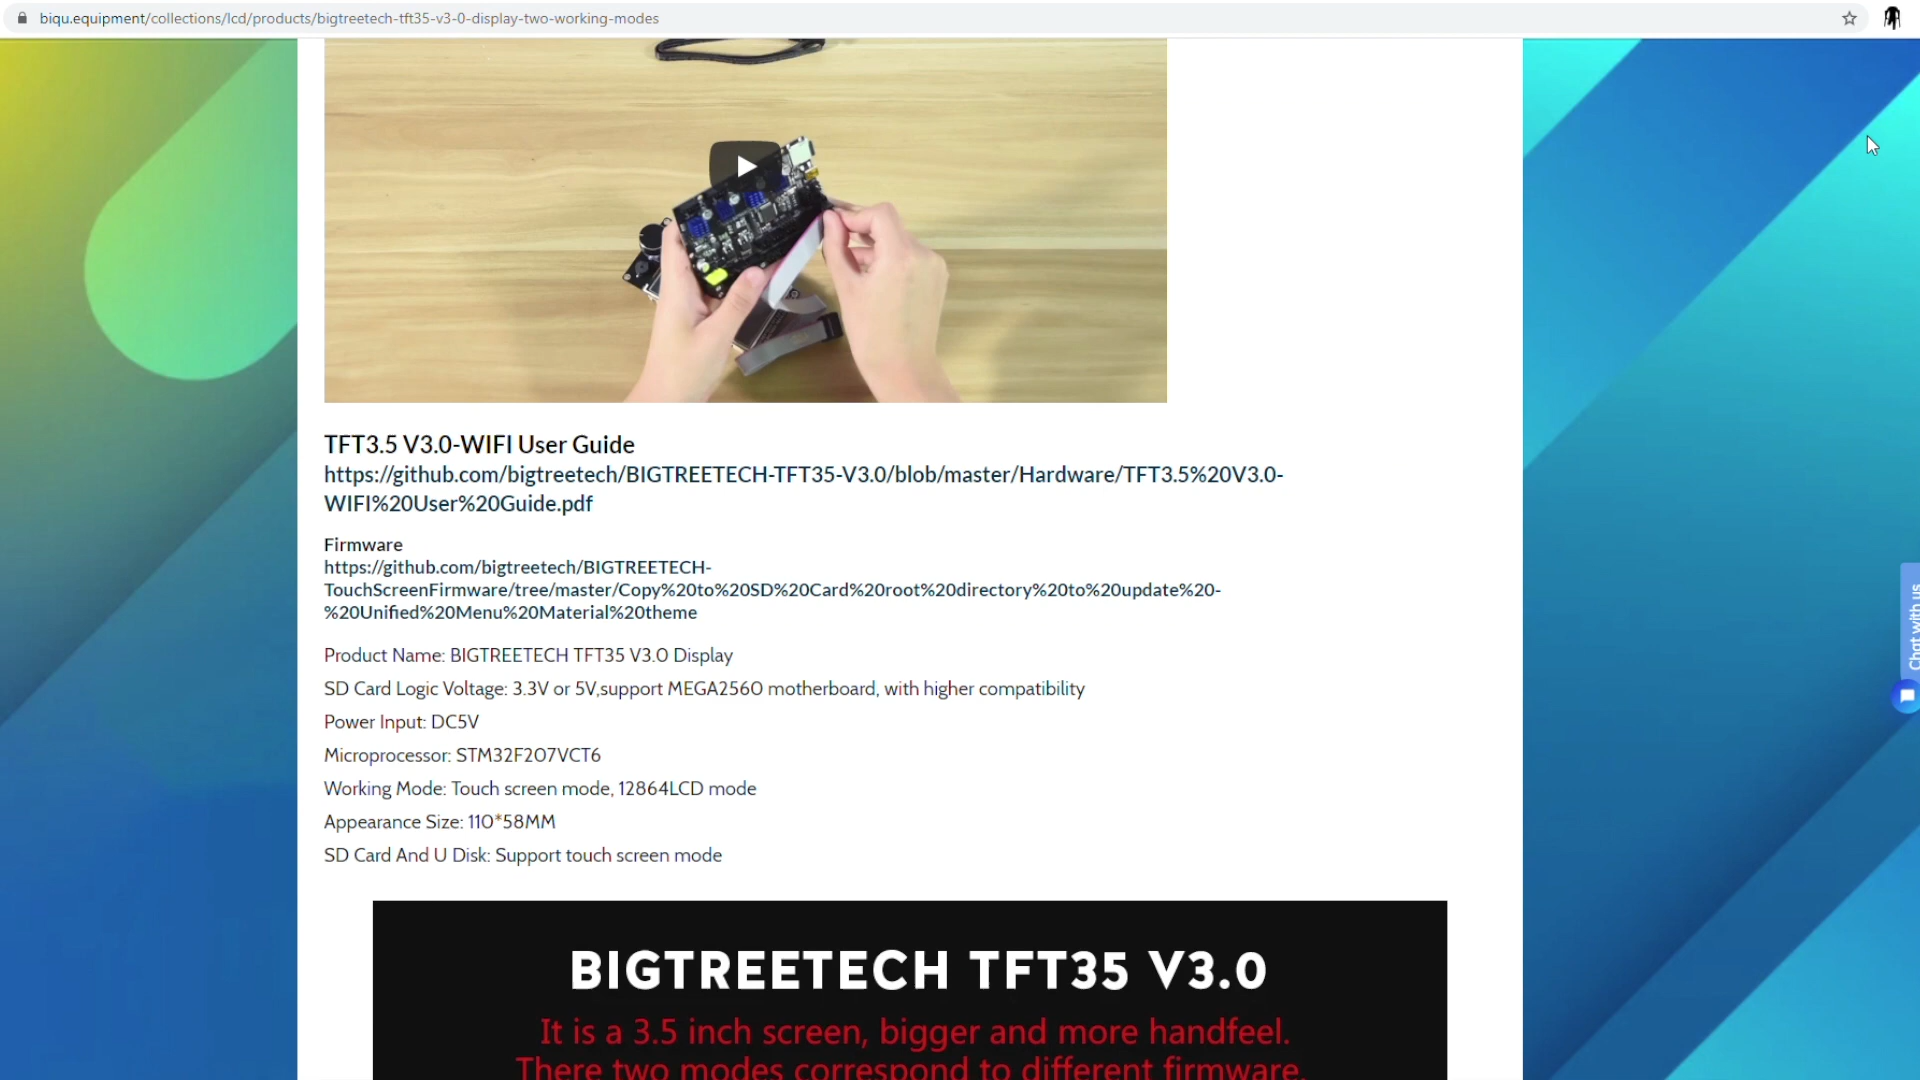 biqu.equipment/collections/lcd/products/bigtreetech-tft35-v3-0-display-two-working-modes
TFT3.5 V3.0-WIFI User Guide
https://github.com/bigtreetech/BIGTREETECH-TFT35-V3.0/blob/master/Hardware/TFT3.5%20V3.0-
WIFI%20User%20Guide.pdf
Firmware
https://github.com/bigtreetech/BIGTREETECH-
TouchScreenFirmware/tree/master/Copy%20to%20SD%20Card%20root%20directory%20to%20update%20-
%20Unified%20Menu%20Material%20theme
Chat with us
Product Name: BIGTREETECH TFT35 V3.0 Display
SD Card Logic Voltage: 3.3V or 5V,support MEGA2560 motherboard, with higher compatibility
Power Input: DC5V
Microprocessor: STM32F207VCT6
Working Mode: Touch screen mode, 12864LCD mode
Appearance Size: 110*58MM
SD Card And U Disk: Support touch screen mode
BIGTREETECH TFT35 V3.0
It is a 3.5 inch screen, bigger and more handfeel.
There two modes correspond to different firmware.